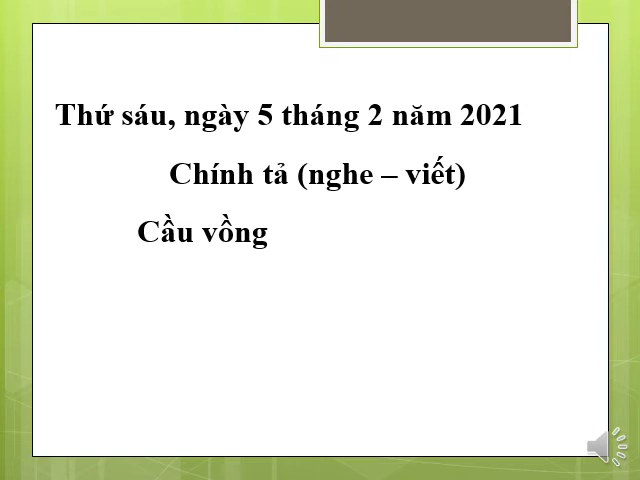 Thứ sáu, ngày 5 tháng 2 năm 2021
Chính tả (nghe – viết)
Cầu vồng